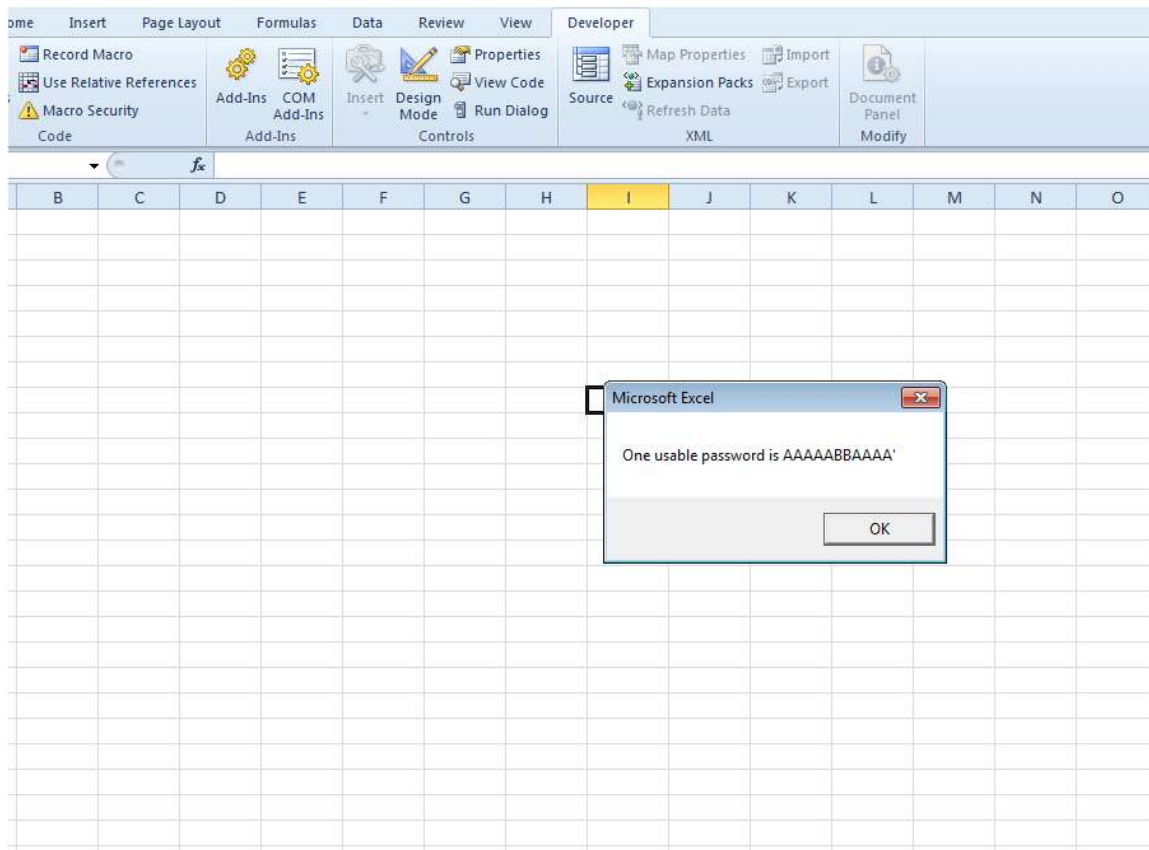 ome Insert Page Layout Formulas Data Review View Developer
Record Macro
Use Relative References
Macro Security
Code
Add-Ins COM Add-Ins
Add-Ins
Insert Design Mode
Properties
View Code
Run Dialog
Controls
Source
Map Properties Import
Expansion Packs Export
Refresh Data
XML
Document Panel
Modify
fx
B C D E F G H I J K L M N O
Microsoft Excel
One usable password is AAAAABBAAAA'
OK